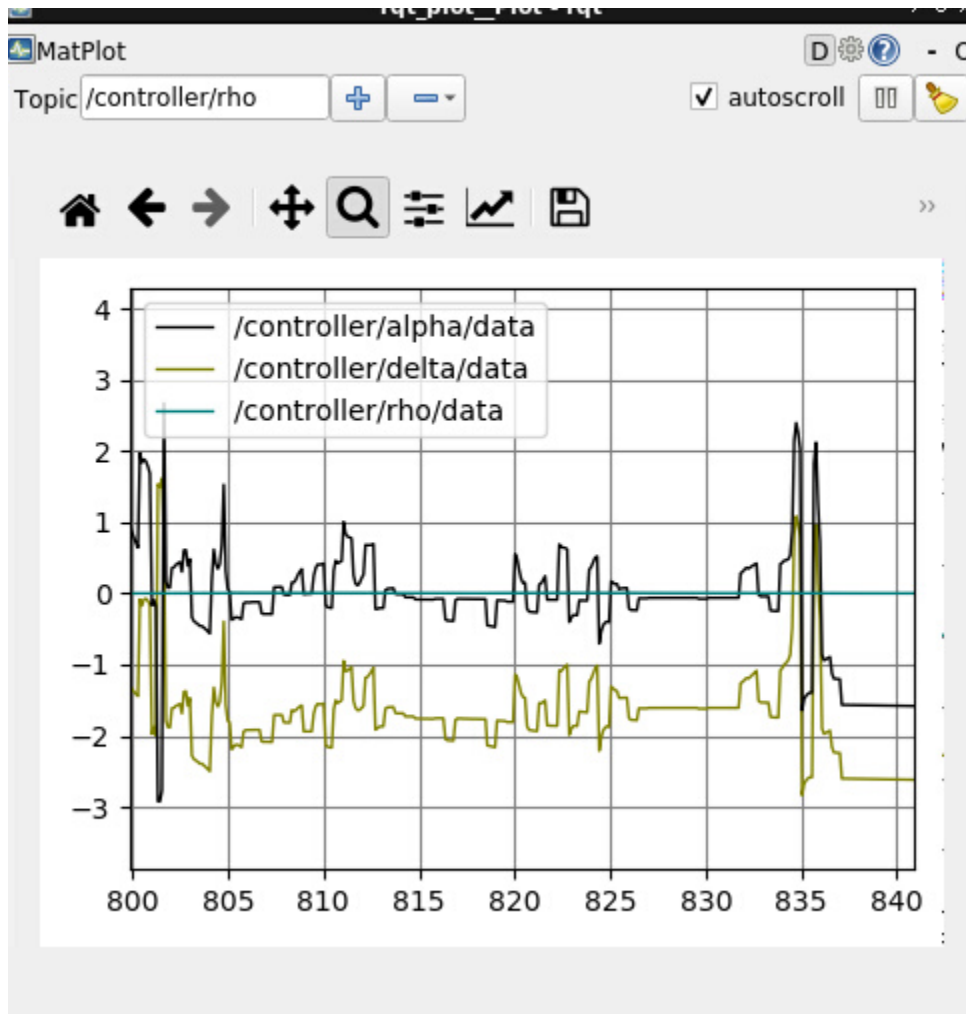 MatPlot
D
-
Topic /controller/rho
autoscroll
/controller/alpha/data
/controller/delta/data
/controller/rho/data
4
3
2
1
0
−1
−2
−3
800 805 810 815 820 825 830 835 840